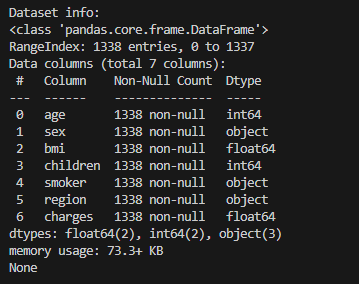 Dataset info:
<class 'pandas.core.frame.DataFrame'>
RangeIndex: 1338 entries, 0 to 1337
Data columns (total 7 columns):
 #   Column    Non-Null Count  Dtype
---  ------    --------------  -----
 0   age       1338 non-null   int64
 1   sex       1338 non-null   object
 2   bmi       1338 non-null   float64
 3   children  1338 non-null   int64
 4   smoker    1338 non-null   object
 5   region    1338 non-null   object
 6   charges   1338 non-null   float64
dtypes: float64(2), int64(2), object(3)
memory usage: 73.3+ KB
None